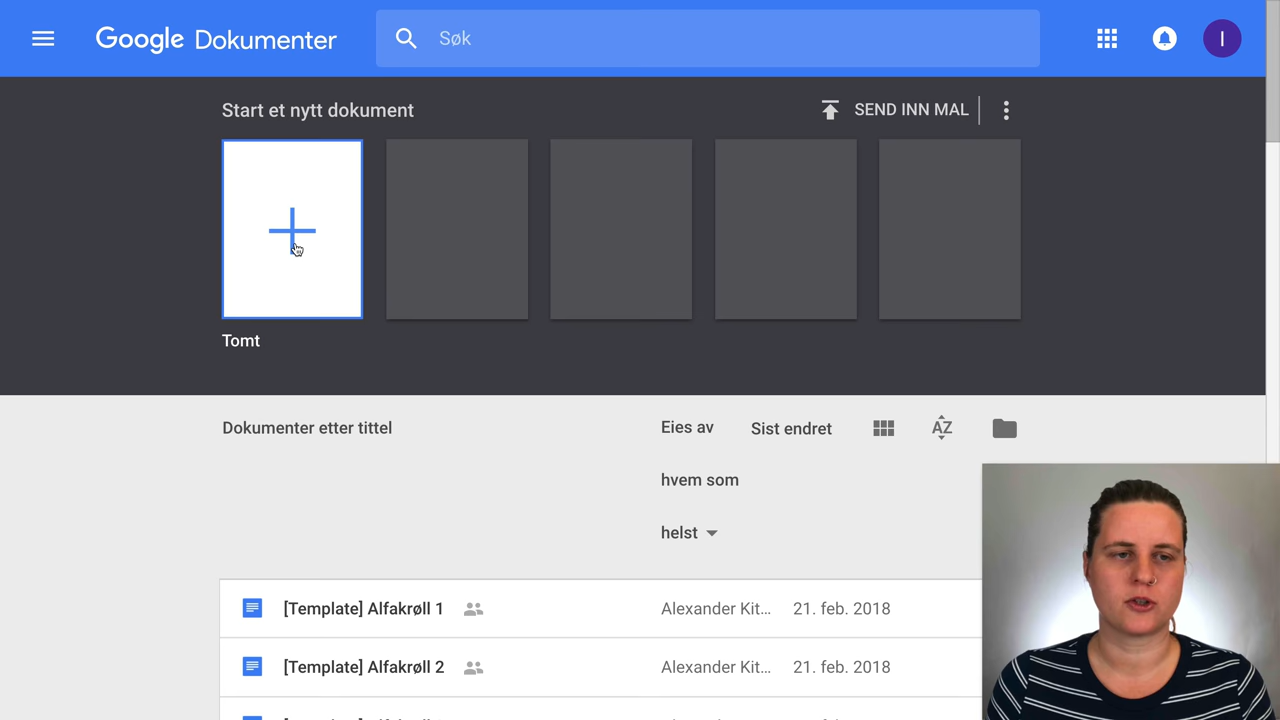 Google Dokumenter
Søk
I
Start et nytt dokument
SEND INN MAL
Tomt
Dokumenter etter tittel
Eies av
hvem som
helst
Sist endret
AZ
[Template] Alfakrøll 1
Alexander Kit...
21. feb. 2018
[Template] Alfakrøll 2
Alexander Kit...
21. feb. 2018